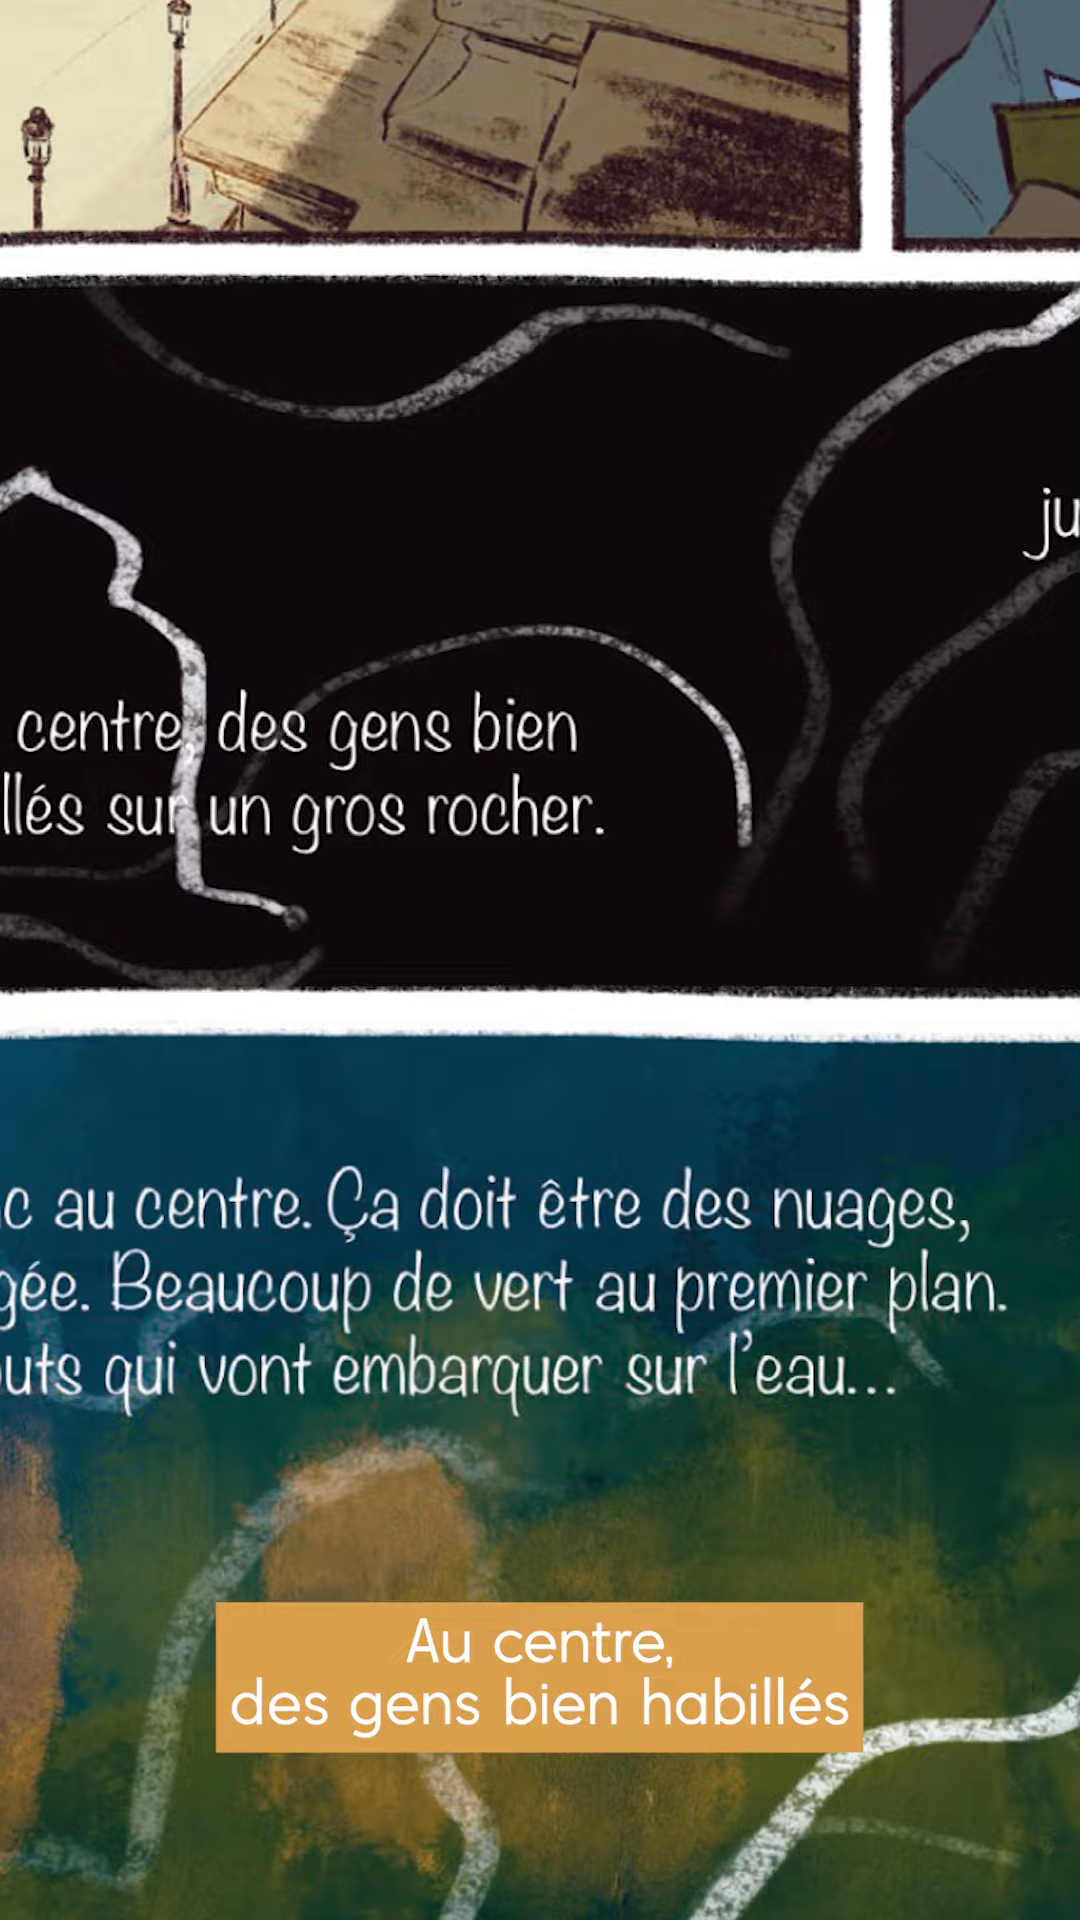 ju
centre, des gens bien
llés sur un gros rocher.
c au centre. Ça doit être des nuages,
gée. Beaucoup de vert au premier plan.
uts qui vont embarquer sur l'eau...
Au centre,
des gens bien habillés